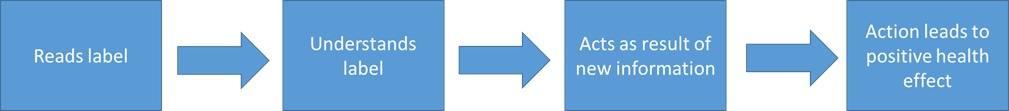 Reads label
Understands
label
Acts as result of
new information
Action leads to
positive health
effect